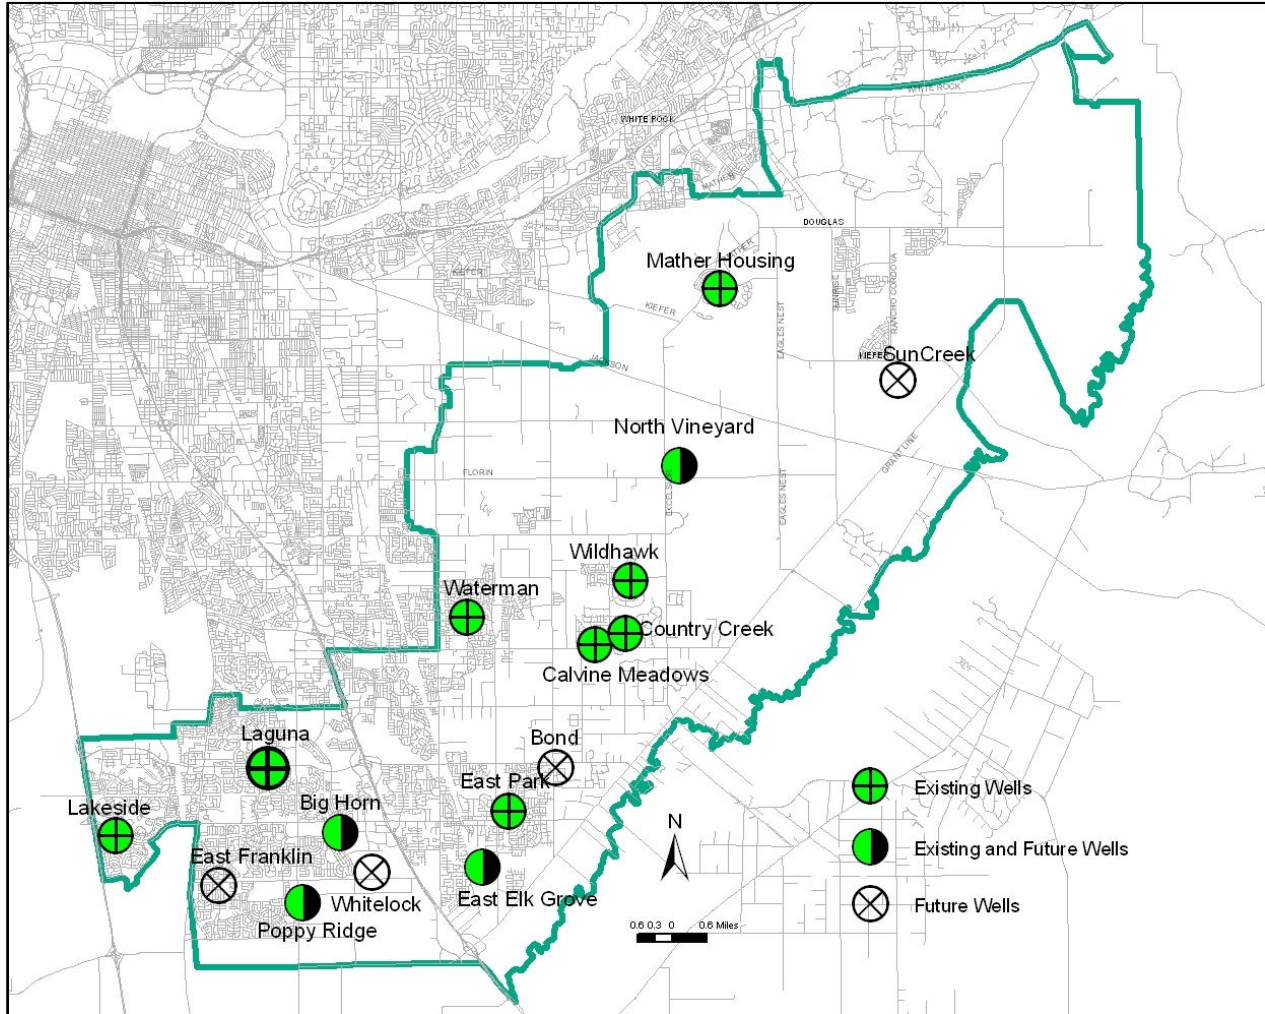 WHITE ROCK
WHITE ROCK
MATHER
DOUGLAS
Mather Housing
KIEFER
KIEFER
EAGLES NEST
SUNRISE
RANCHO CORDOVA
JACKSON
SunCreek
North Vineyard
GRANT LINE
FLORIN
EXCELSIOR
EAGLES NEST
Wildhawk
Waterman
Country Creek
Calvine Meadows
Laguna
Bond
East Park
Lakeside
Big Horn
East Franklin
Whitelock
East Elk Grove
Poppy Ridge
N
0.6 0.3 0 0.6 Miles
Existing Wells
Existing and Future Wells
Future Wells